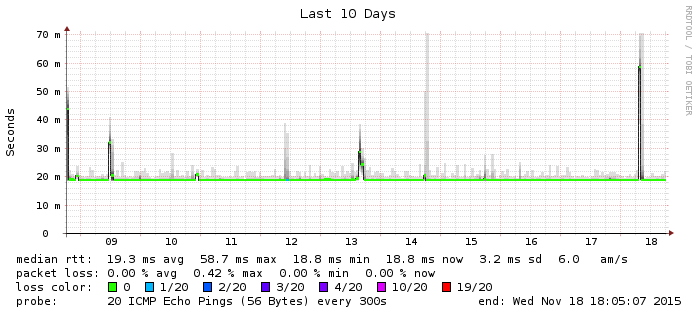 Last 10 Days
RRDTOOL / TOBI OETIKER
Seconds
70 m
60 m
50 m
40 m
30 m
20 m
10 m
0
09 10 11 12 13 14 15 16 17 18
median rtt: 19.3 ms avg 58.7 ms max 18.8 ms min 18.8 ms now 3.2 ms sd 6.0 am/s
packet loss: 0.00 % avg 0.42 % max 0.00 % min 0.00 % now
loss color: 0 1/20 2/20 3/20 4/20 10/20 19/20
probe: 20 ICMP Echo Pings (56 Bytes) every 300s end: Wed Nov 18 18:05:07 2015